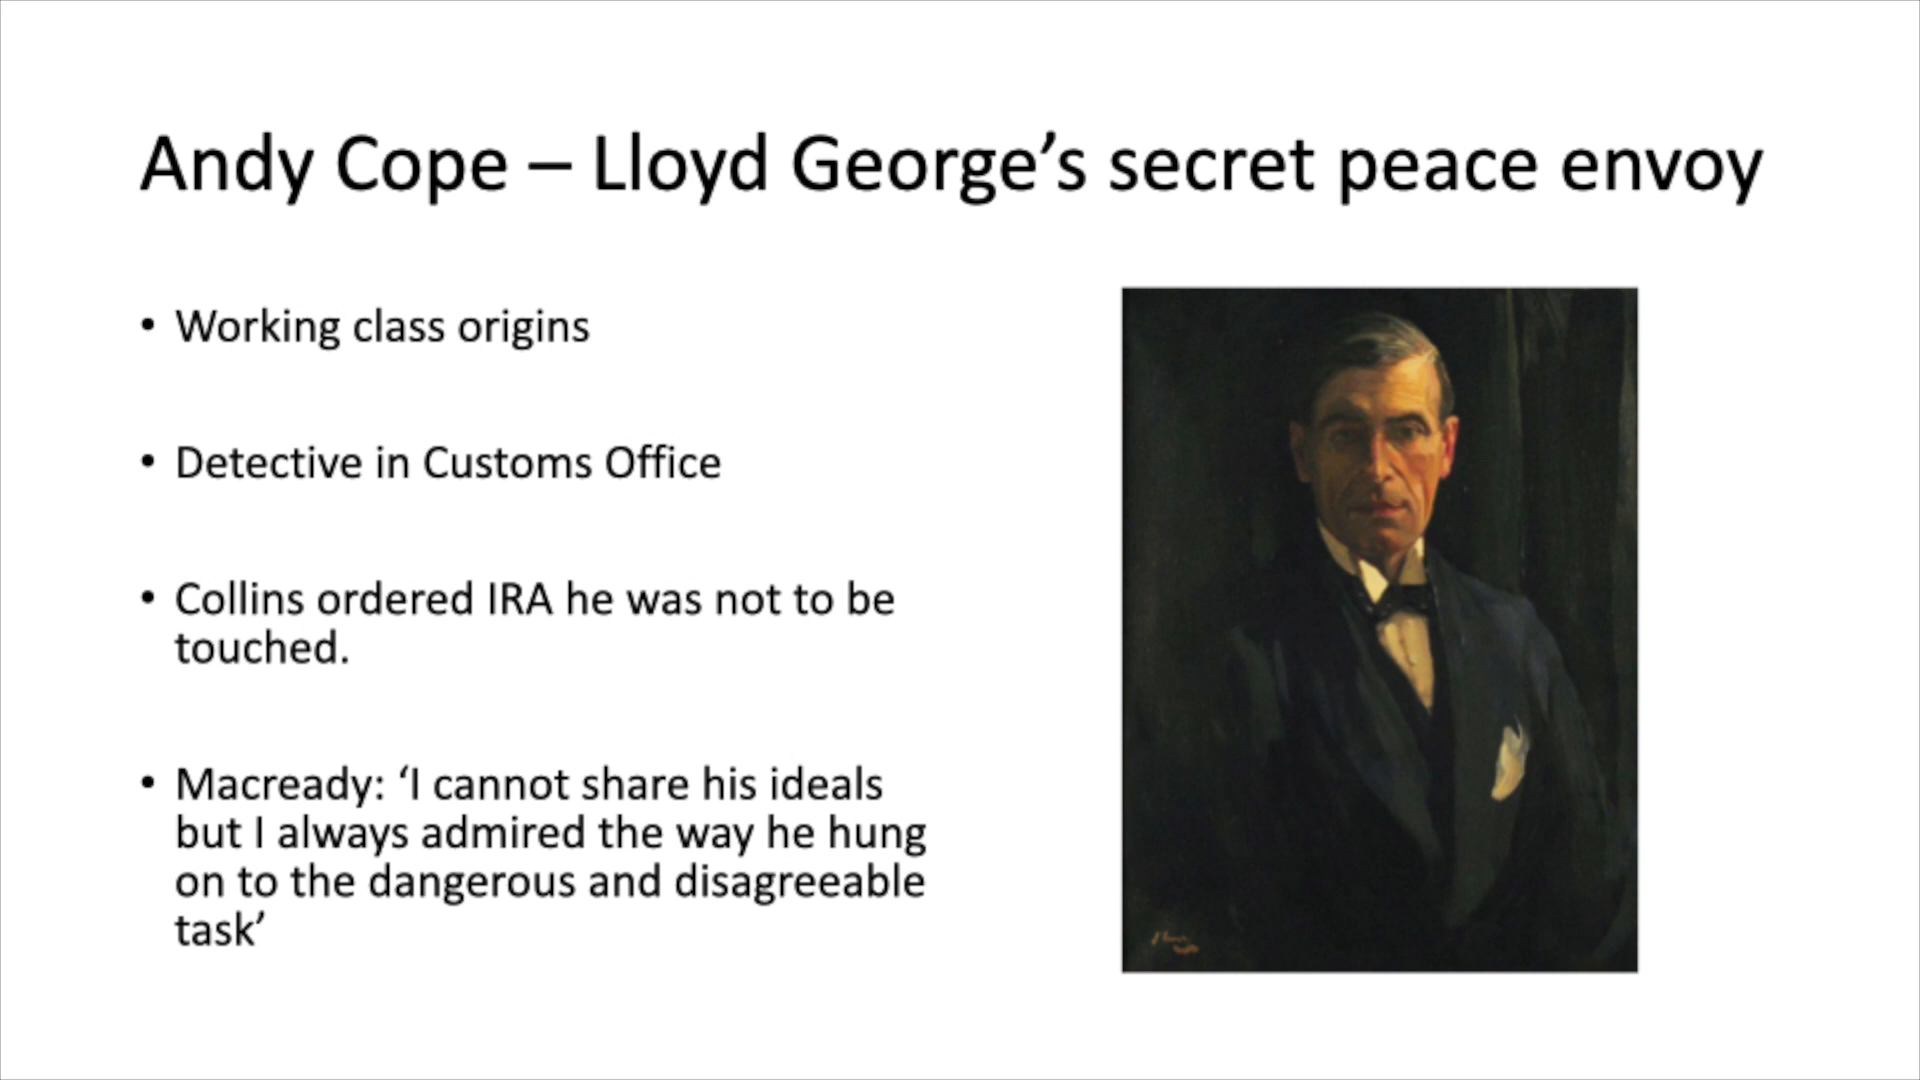 Andy Cope – Lloyd George’s secret peace envoy
• Working class origins
• Detective in Customs Office
• Collins ordered IRA he was not to be
touched.
• Macready: ‘I cannot share his ideals
but I always admired the way he hung
on to the dangerous and disagreeable
task’